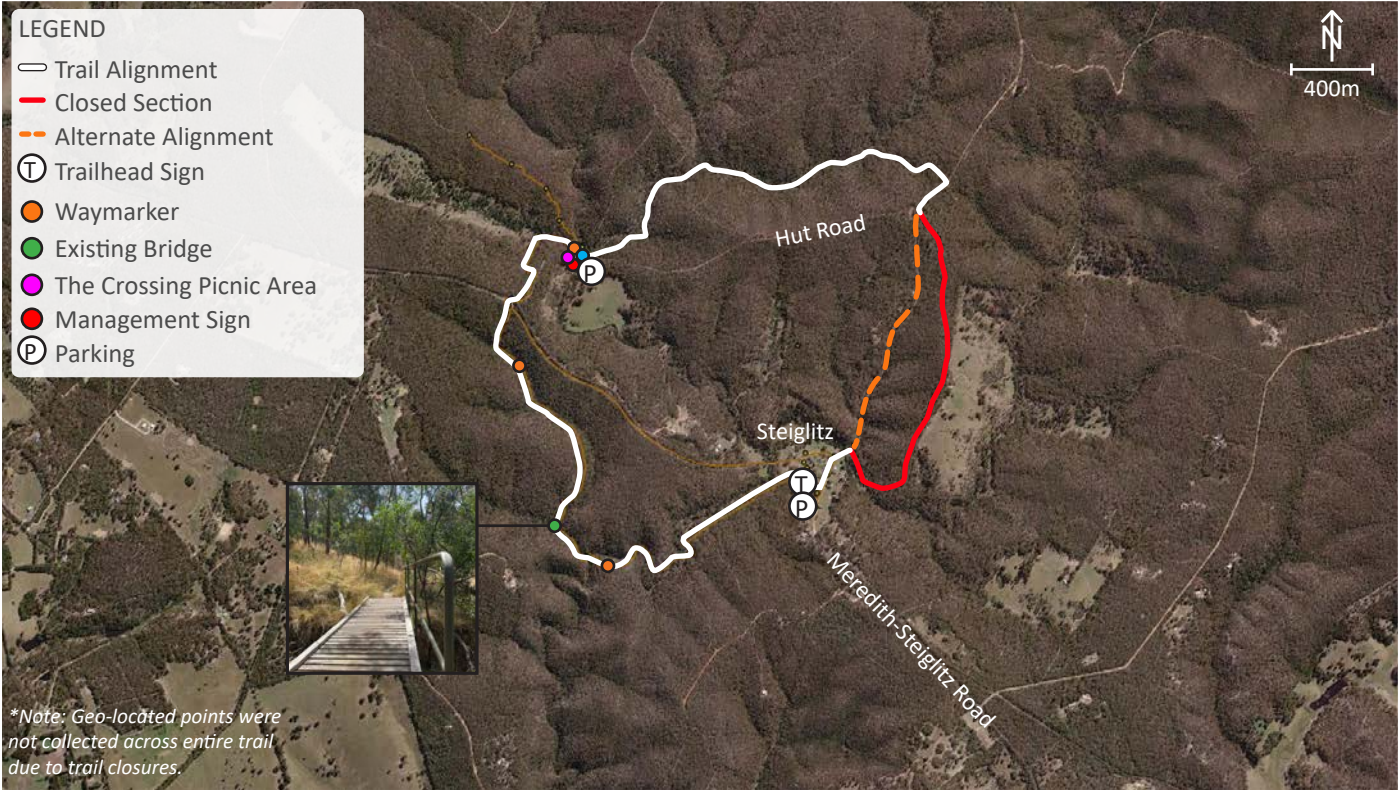 LEGEND
Trail Alignment
Closed Section
Alternate Alignment
T Trailhead Sign
Waymarker
Existing Bridge
The Crossing Picnic Area
Management Sign
P Parking
N
400m
Hut Road
P
Steiglitz
T
P
Meredith-Steiglitz Road
*Note: Geo-located points were
not collected across entire trail
due to trail closures.